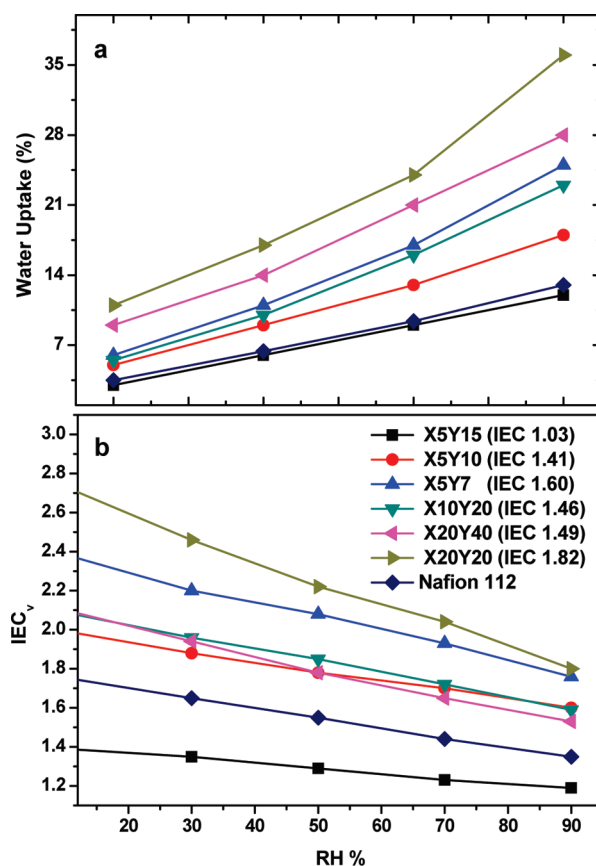 a
35
28
21
14
7
Water Uptake (%)
b
3.0
2.8
2.6
2.4
2.2
2.0
1.8
1.6
1.4
1.2
IECv
X5Y15 (IEC 1.03)
X5Y10 (IEC 1.41)
X5Y7 (IEC 1.60)
X10Y20 (IEC 1.46)
X20Y40 (IEC 1.49)
X20Y20 (IEC 1.82)
Nafion 112
20 30 40 50 60 70 80 90
RH %